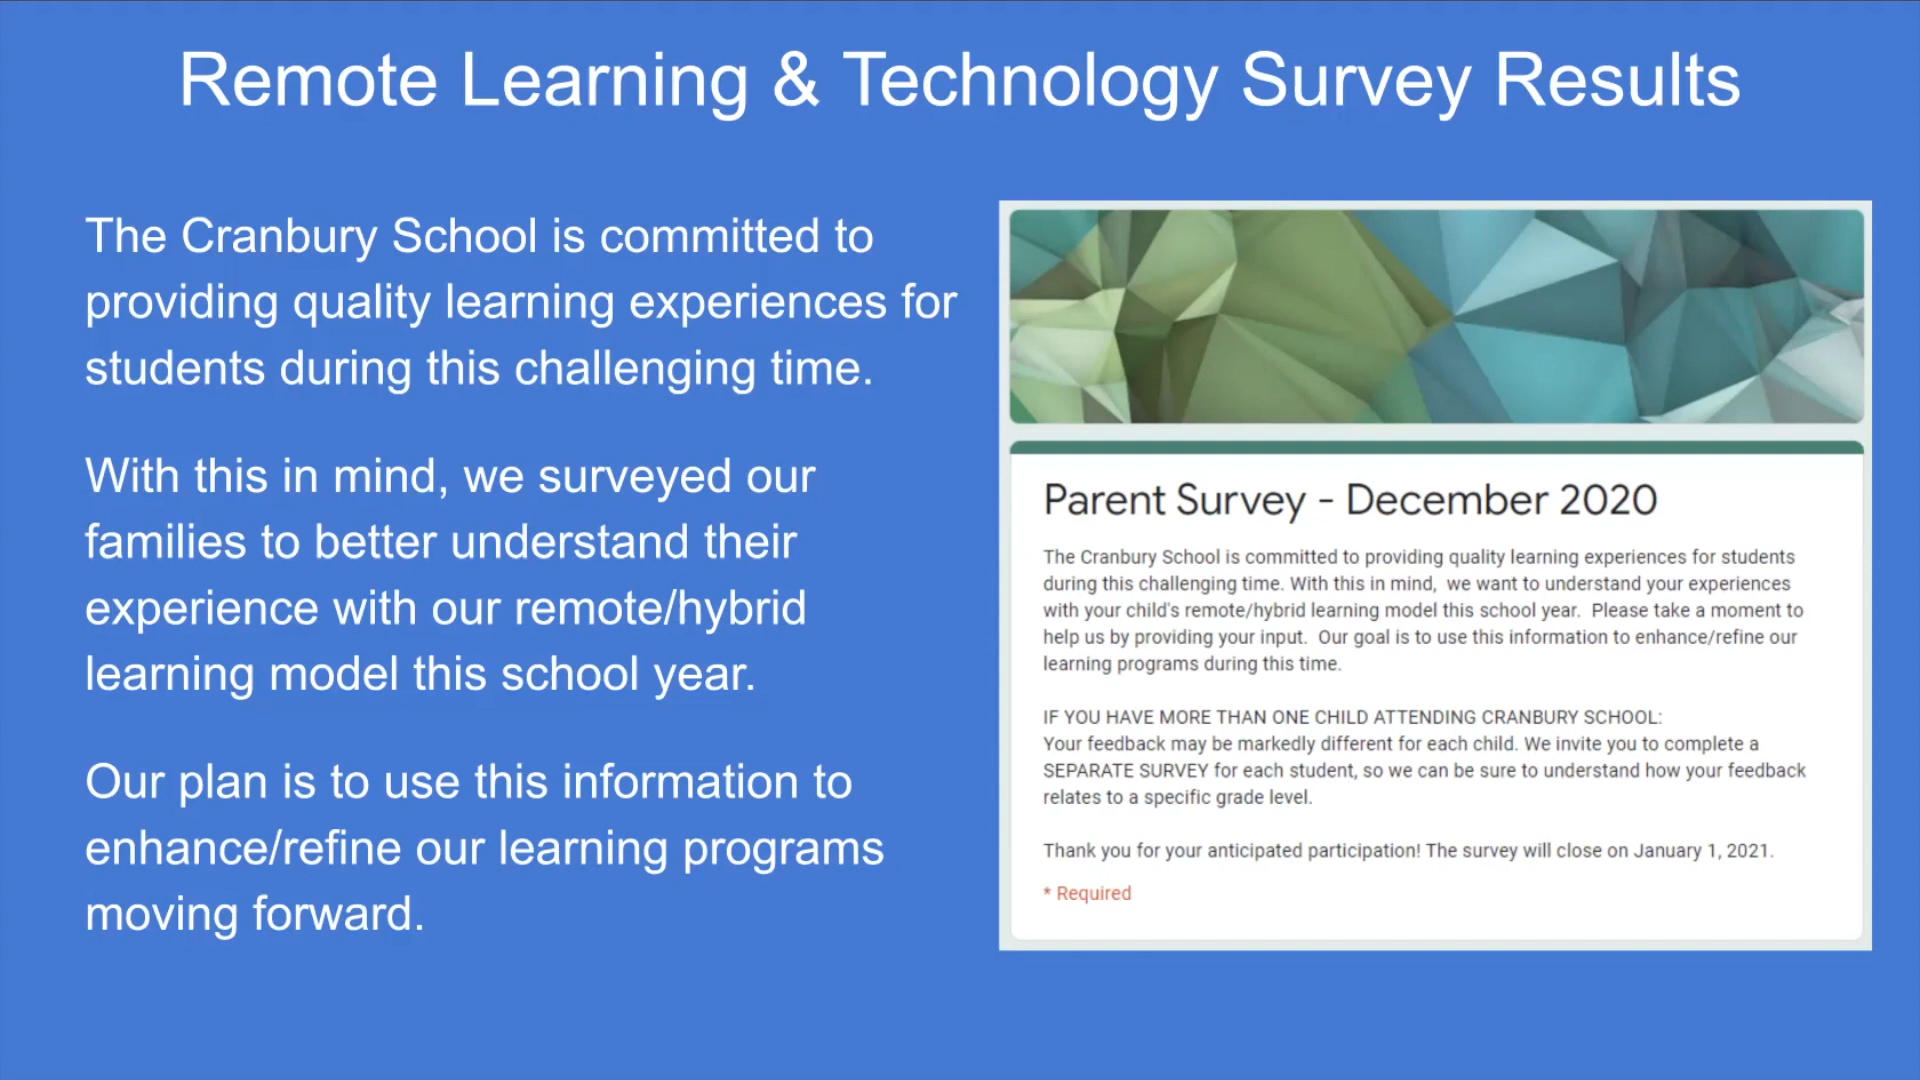 Remote Learning & Technology Survey Results
The Cranbury School is committed to
providing quality learning experiences for
students during this challenging time.
With this in mind, we surveyed our
families to better understand their
experience with our remote/hybrid
learning model this school year.
Our plan is to use this information to
enhance/refine our learning programs
moving forward.
Parent Survey - December 2020
The Cranbury School is committed to providing quality learning experiences for students
during this challenging time. With this in mind,  we want to understand your experiences
with your child's remote/hybrid learning model this school year.  Please take a moment to
help us by providing your input.  Our goal is to use this information to enhance/refine our
learning programs during this time.
IF YOU HAVE MORE THAN ONE CHILD ATTENDING CRANBURY SCHOOL:
Your feedback may be markedly different for each child. We invite you to complete a
SEPARATE SURVEY for each student, so we can be sure to understand how your feedback
relates to a specific grade level.
Thank you for your anticipated participation! The survey will close on January 1, 2021.
* Required